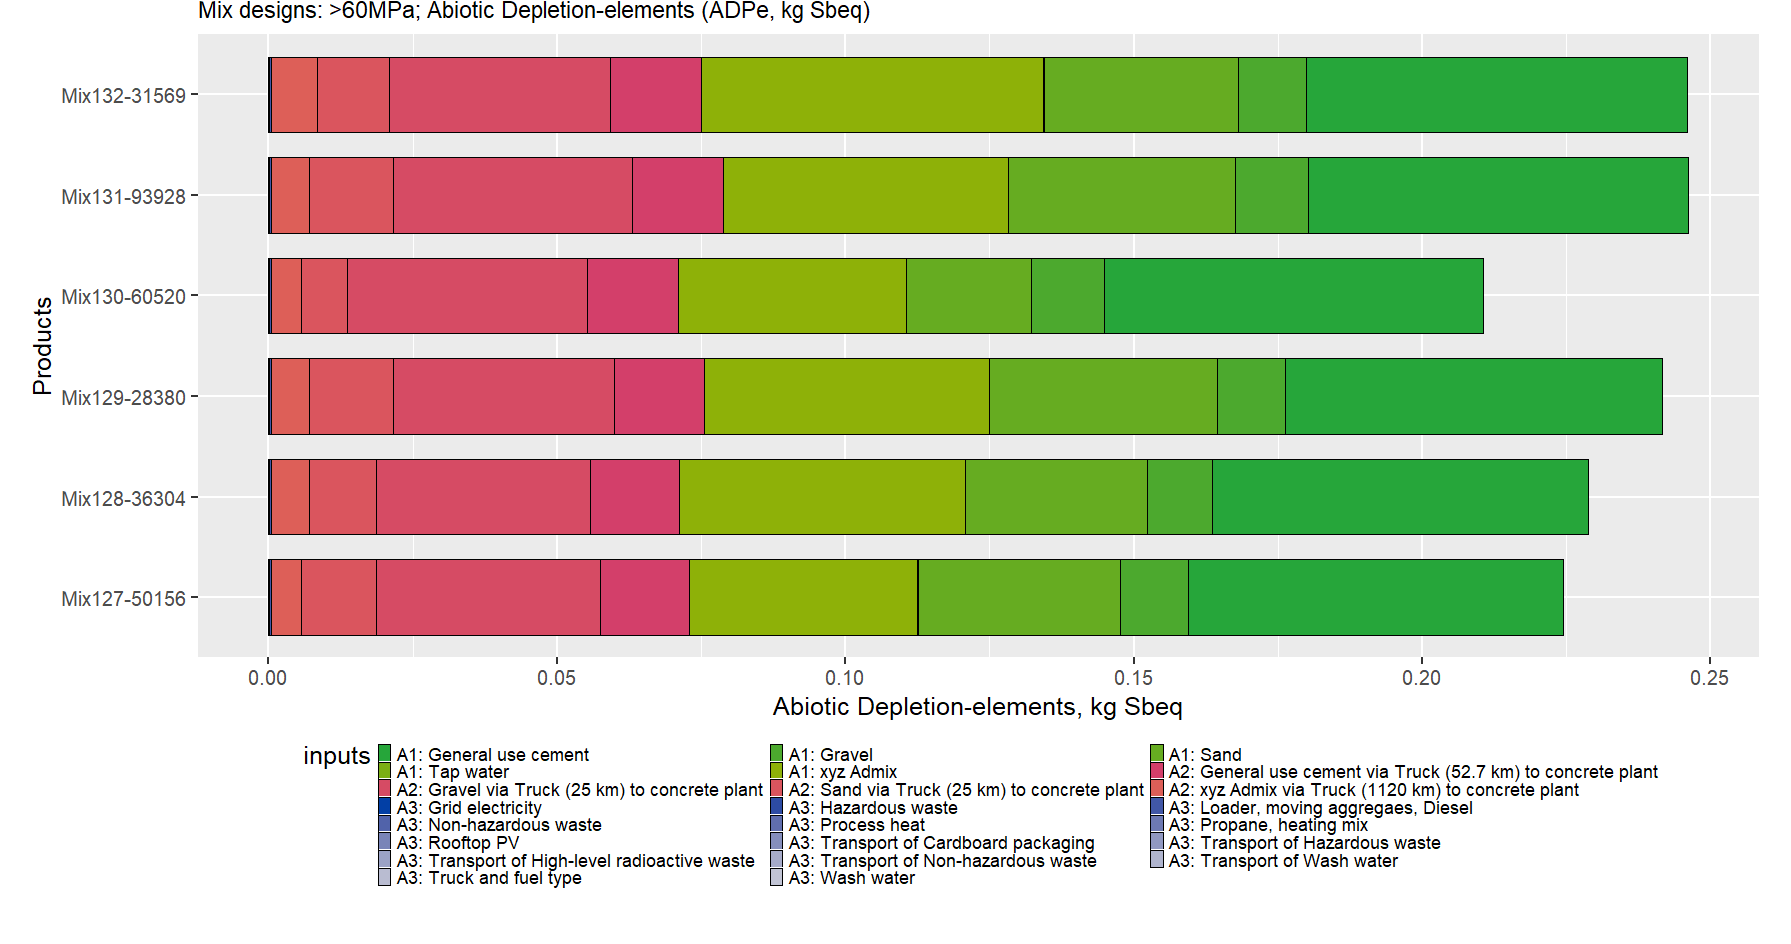 Mix designs: >60MPa; Abiotic Depletion-elements (ADPe, kg Sbeq)
Products
Mix132-31569
Mix131-93928
Mix130-60520
Mix129-28380
Mix128-36304
Mix127-50156
0.00 0.05 0.10 0.15 0.20 0.25
Abiotic Depletion-elements, kg Sbeq
inputs
A1: General use cement A1: Gravel A1: Sand
A1: Tap water A1: xyz Admix A2: General use cement via Truck (52.7 km) to concrete plant
A2: Gravel via Truck (25 km) to concrete plant A2: Sand via Truck (25 km) to concrete plant A2: xyz Admix via Truck (1120 km) to concrete plant
A3: Grid electricity A3: Hazardous waste A3: Loader, moving aggregaes, Diesel
A3: Non-hazardous waste A3: Process heat A3: Propane, heating mix
A3: Rooftop PV A3: Transport of Cardboard packaging A3: Transport of Hazardous waste
A3: Transport of High-level radioactive waste A3: Transport of Non-hazardous waste A3: Transport of Wash water
A3: Truck and fuel type A3: Wash water